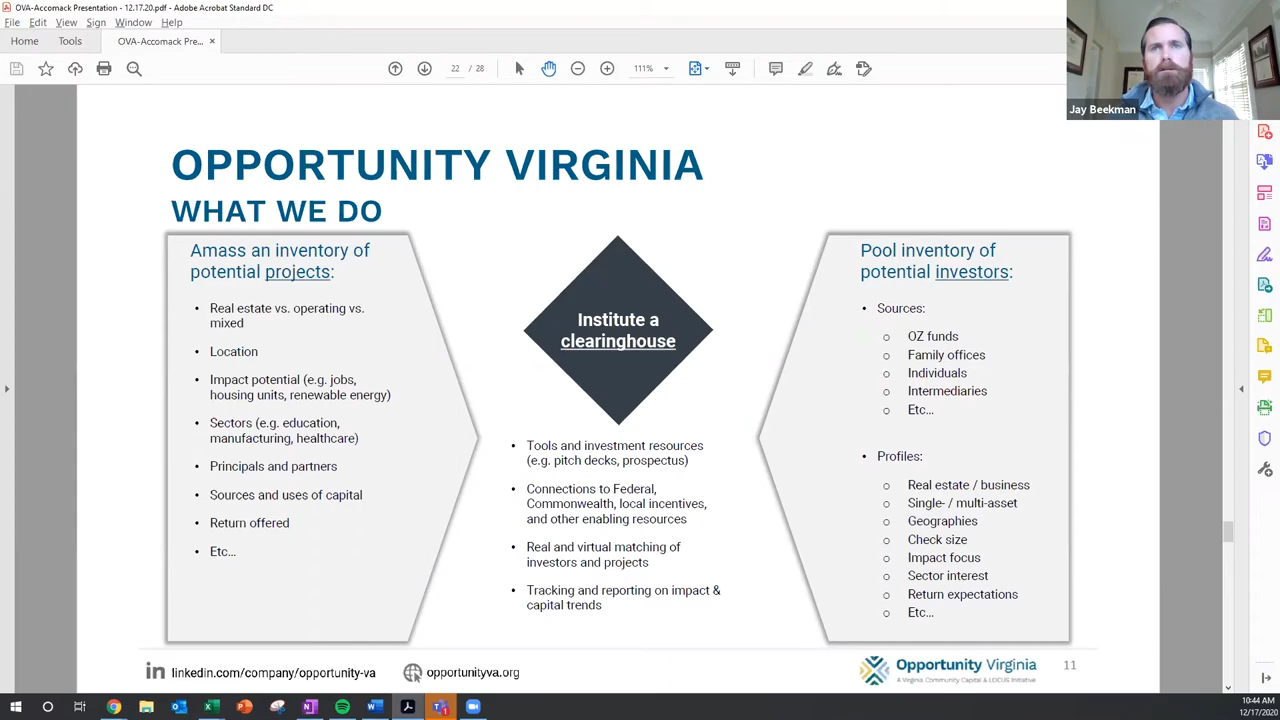 OVA-Accomack Presentation - 12.17.20.pdf - Adobe Acrobat Standard DC
File Edit View Sign Window Help
Home Tools OVA-Accomack Pre... ×
22 / 28 111%
Jay Beekman
OPPORTUNITY VIRGINIA
WHAT WE DO
Amass an inventory of
potential projects:
• Real estate vs. operating vs.
mixed
• Location
• Impact potential (e.g. jobs,
housing units, renewable energy)
• Sectors (e.g. education,
manufacturing, healthcare)
• Principals and partners
• Sources and uses of capital
• Return offered
• Etc...
Institute a
clearinghouse
• Tools and investment resources
(e.g. pitch decks, prospectus)
• Connections to Federal,
Commonwealth, local incentives,
and other enabling resources
• Real and virtual matching of
investors and projects
• Tracking and reporting on impact &
capital trends
Pool inventory of
potential investors:
• Sources:
o OZ funds
o Family offices
o Individuals
o Intermediaries
o Etc...
• Profiles:
o Real estate / business
o Single- / multi-asset
o Geographies
o Check size
o Impact focus
o Sector interest
o Return expectations
o Etc...
linkedin.com/company/opportunity-va
opportunityva.org
Opportunity Virginia
A Virginia Community Capital & LOCUS Initiative
11
10:44 AM
12/17/2020